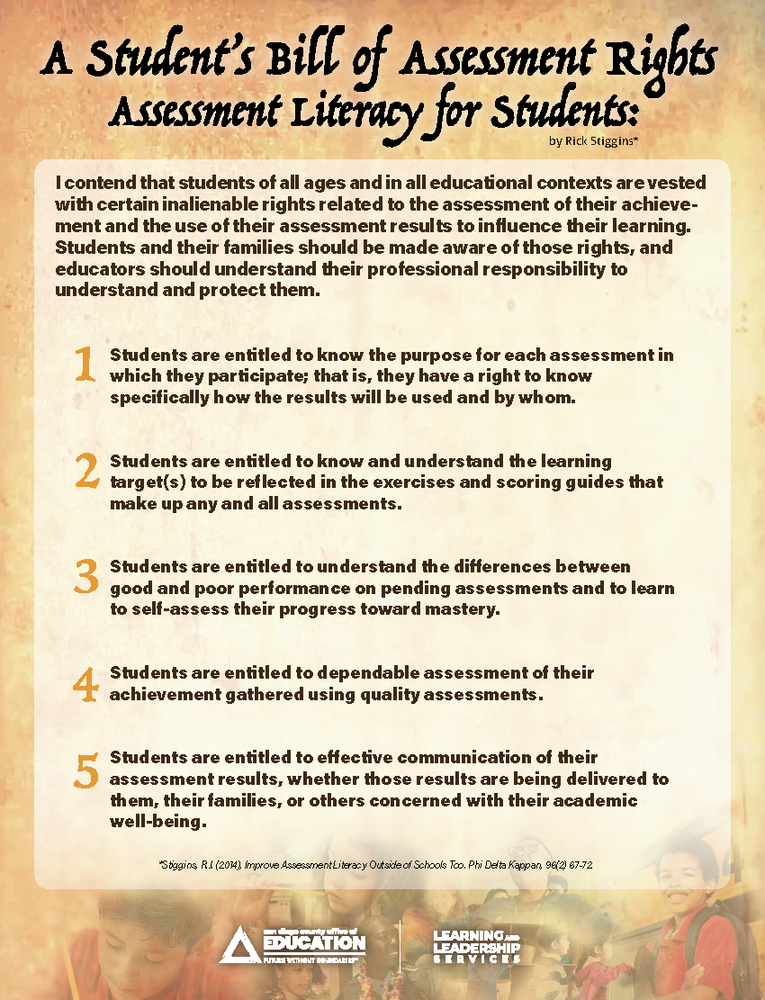 A Student's Bill of Assessment Rights
Assessment Literacy for Students:
by Rick Stiggins*
I contend that students of all ages and in all educational contexts are vested
with certain inalienable rights related to the assessment of their achieve-
ment and the use of their assessment results to influence their learning.
Students and their families should be made aware of those rights, and
educators should understand their professional responsibility to
understand and protect them.
1 Students are entitled to know the purpose for each assessment in
which they participate; that is, they have a right to know
specifically how the results will be used and by whom.
2 Students are entitled to know and understand the learning
target(s) to be reflected in the exercises and scoring guides that
make up any and all assessments.
3 Students are entitled to understand the differences between
good and poor performance on pending assessments and to learn
to self-assess their progress toward mastery.
4 Students are entitled to dependable assessment of their
achievement gathered using quality assessments.
5 Students are entitled to effective communication of their
assessment results, whether those results are being delivered to
them, their families, or others concerned with their academic
well-being.
*Stiggins, R.J. (2014), Improve Assessment Literacy Outside of Schools Too. Phi Delta Kappan, 96(2) 67-72
san diego county office of
EDUCATION
FUTURE WITHOUT BOUNDARIES™
LEARNING AND
LEADERSHIP
SERVICES